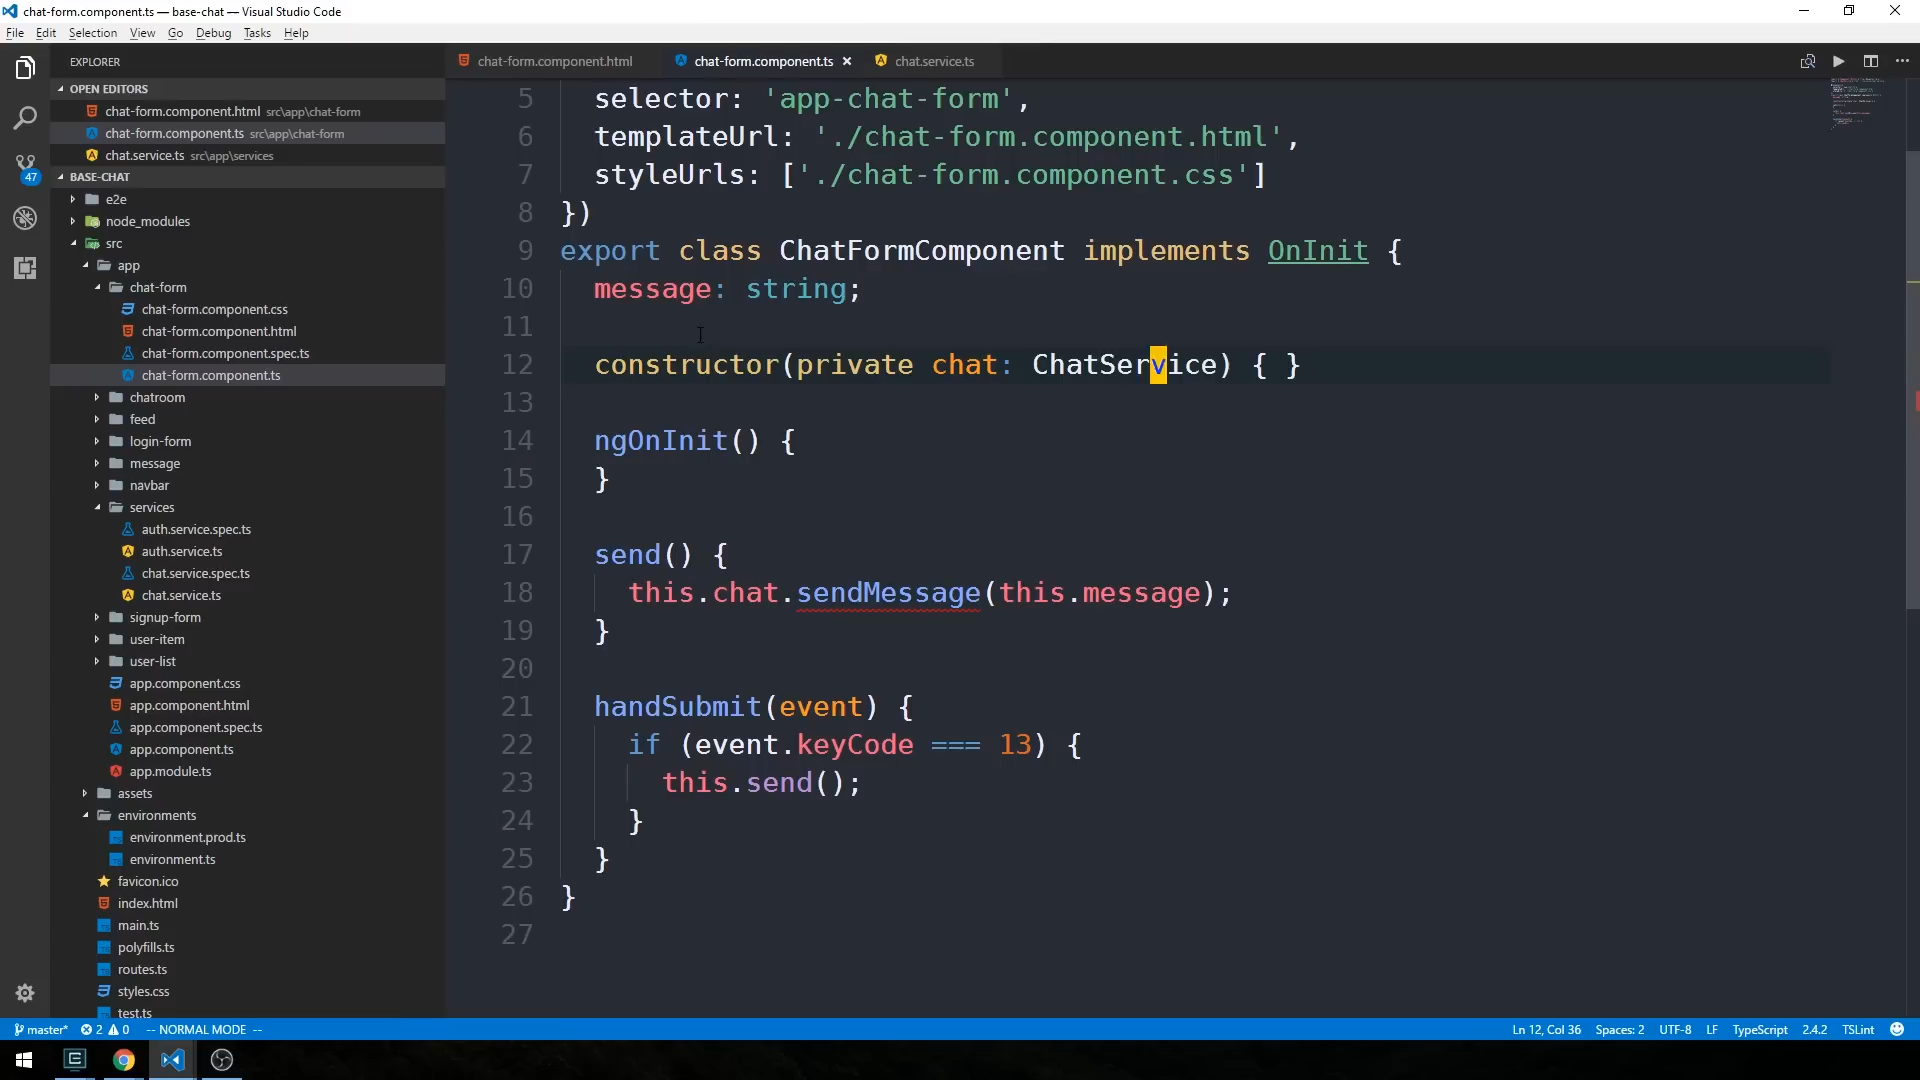 chat-form.component.ts — base-chat — Visual Studio Code
File Edit Selection View Go Debug Tasks Help
EXPLORER
OPEN EDITORS
chat-form.component.html src\app\chat-form
chat-form.component.ts src\app\chat-form
chat.service.ts src\app\services
BASE-CHAT
e2e
node_modules
src
app
chat-form
chat-form.component.css
chat-form.component.html
chat-form.component.spec.ts
chat-form.component.ts
chatroom
feed
login-form
message
navbar
services
auth.service.spec.ts
auth.service.ts
chat.service.spec.ts
chat.service.ts
signup-form
user-item
user-list
app.component.css
app.component.html
app.component.spec.ts
app.component.ts
app.module.ts
assets
environments
environment.prod.ts
environment.ts
favicon.ico
index.html
main.ts
polyfills.ts
routes.ts
styles.css
test.ts
47
chat-form.component.html chat-form.component.ts chat.service.ts
5 selector: 'app-chat-form',
6 templateUrl: './chat-form.component.html',
7 styleUrls: ['./chat-form.component.css']
8 })
9 export class ChatFormComponent implements OnInit {
10 message: string;
11
12 constructor(private chat: ChatService) { }
13
14 ngOnInit() {
15 }
16
17 send() {
18 this.chat.sendMessage(this.message);
19 }
20
21 handSubmit(event) {
22 if (event.keyCode === 13) {
23 this.send();
24 }
25 }
26 }
27
master* 2 0 -- NORMAL MODE -- Ln 12, Col 36 Spaces: 2 UTF-8 LF TypeScript 2.4.2 TSLint